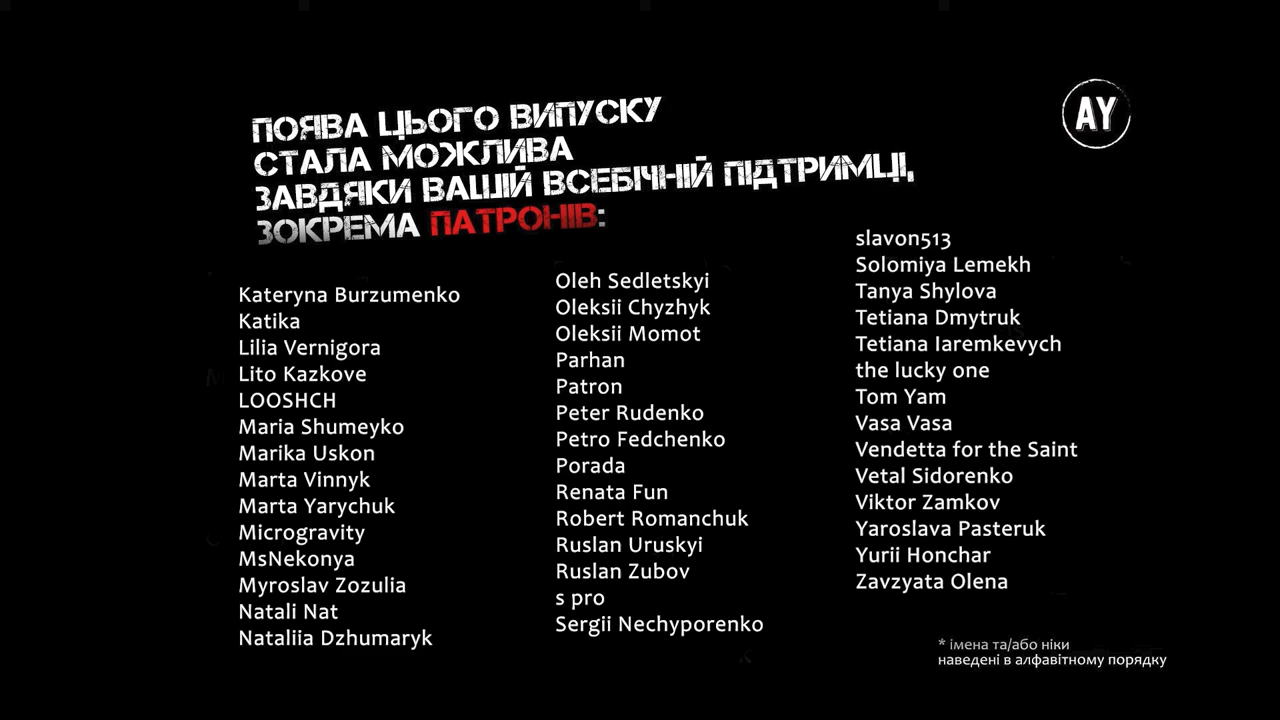 ПОЯВА ЦЬОГО ВИПУСКУ
СТАЛА МОЖЛИВА
ЗАВДЯКИ ВАШІЙ ВСЕБІЧНІЙ ПІДТРИМЦІ,
ЗОКРЕМА ПАТРОНІВ:
AY
Kateryna Burzumenko
Katika
Lilia Vernigora
Lito Kazkove
LOOSHCH
Maria Shumeyko
Marika Uskon
Marta Vinnyk
Marta Yarychuk
Microgravity
MsNekonya
Myroslav Zozulia
Natali Nat
Nataliia Dzhumaryk
Oleh Sedletskyi
Oleksii Chyzhyk
Oleksii Momot
Parhan
Patron
Peter Rudenko
Petro Fedchenko
Porada
Renata Fun
Robert Romanchuk
Ruslan Uruskyi
Ruslan Zubov
s pro
Sergii Nechyporenko
slavon513
Solomiya Lemekh
Tanya Shylova
Tetiana Dmytruk
Tetiana Iaremkevych
the lucky one
Tom Yam
Vasa Vasa
Vendetta for the Saint
Vetal Sidorenko
Viktor Zamkov
Yaroslava Pasteruk
Yurii Honchar
Zavzyata Olena
* імена та/або ніки
наведені в алфавітному порядку